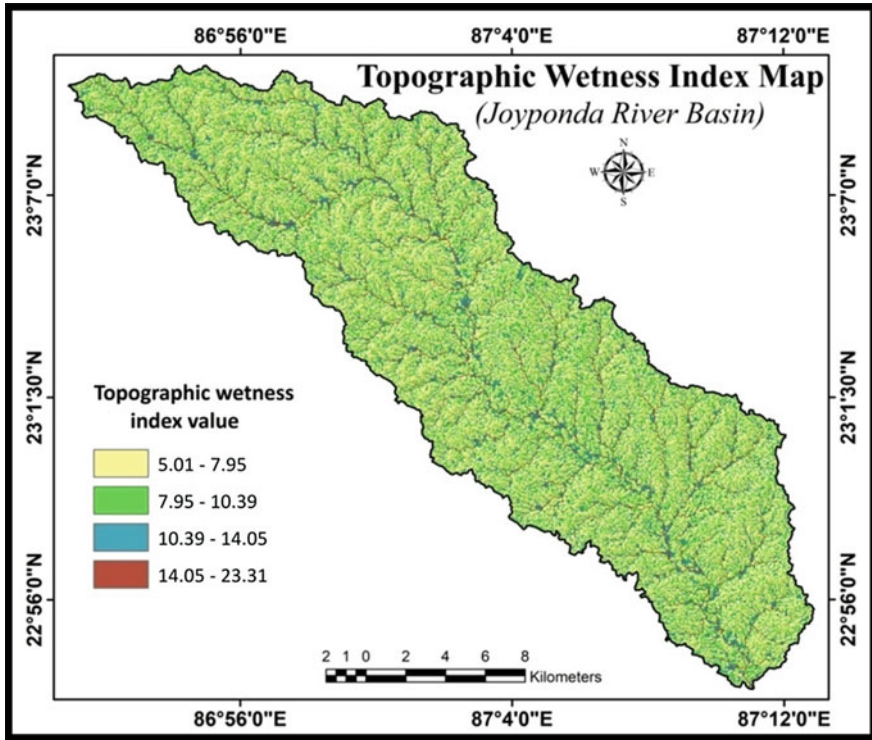 86°56'0"E 87°4'0"E 87°12'0"E
Topographic Wetness Index Map
(Joyponda River Basin)
N
W E
S
23°7'0"N 23°7'0"N
23°1'30"N 23°1'30"N
Topographic wetness
index value
5.01 - 7.95
7.95 - 10.39
10.39 - 14.05
14.05 - 23.31
22°56'0"N 22°56'0"N
2 1 0 2 4 6 8
Kilometers
86°56'0"E 87°4'0"E 87°12'0"E